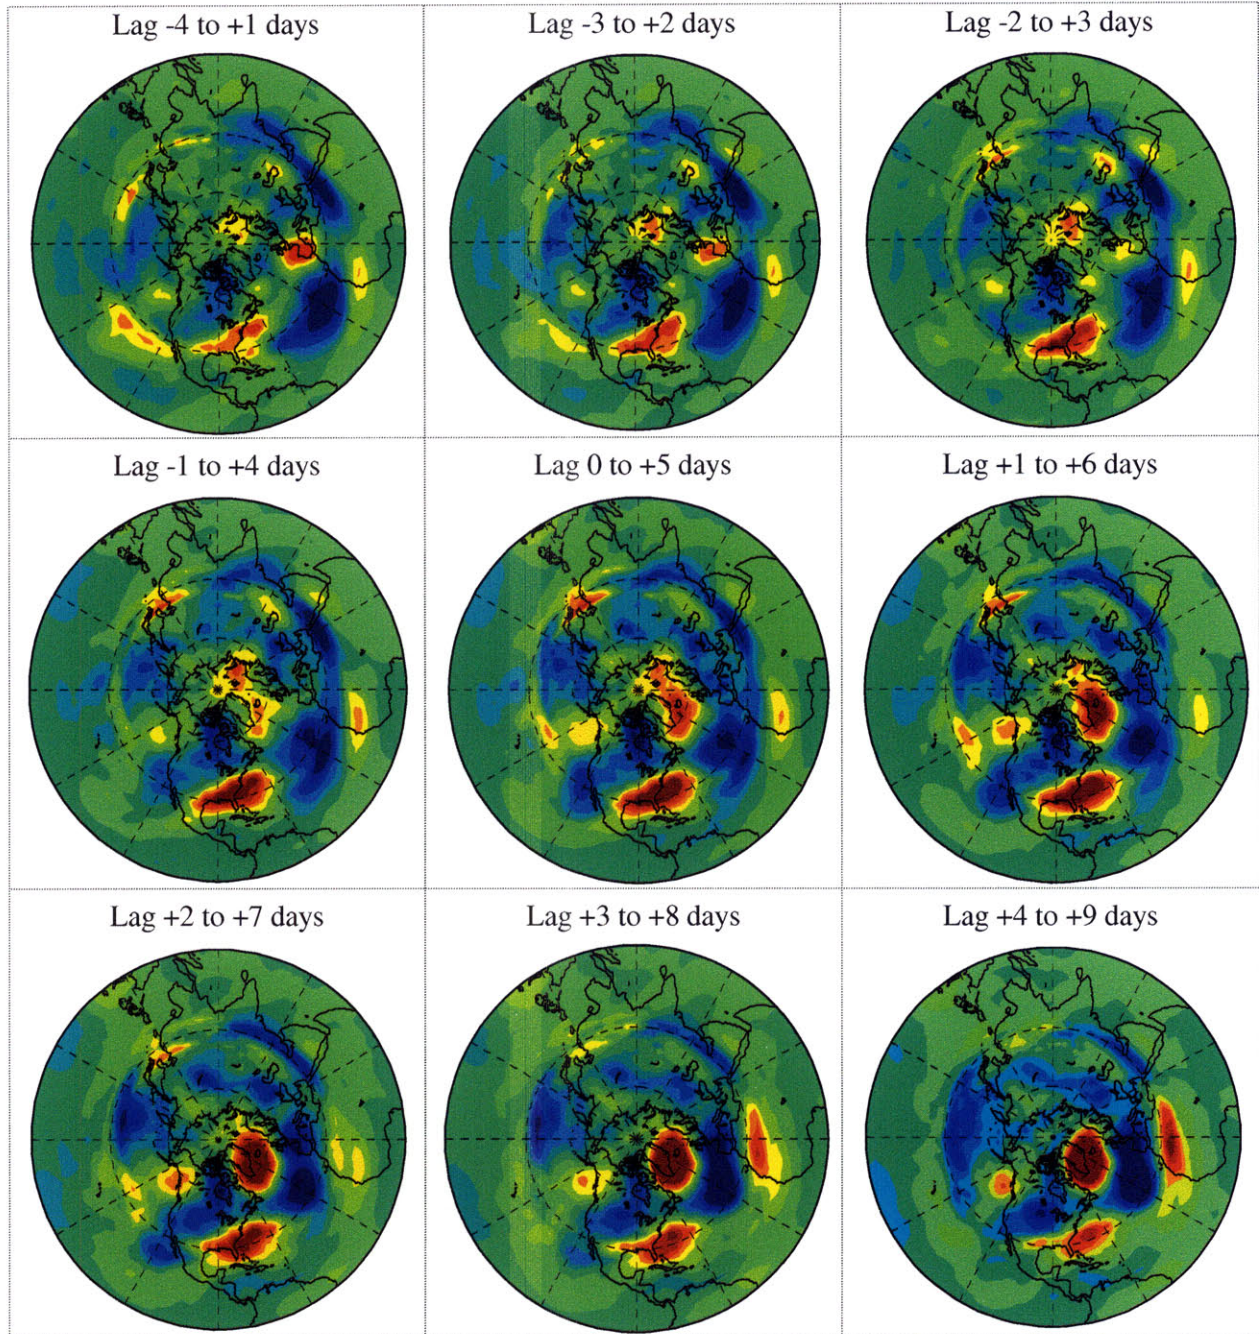 Lag -4 to +1 days
Lag -3 to +2 days
Lag -2 to +3 days
Lag -1 to +4 days
Lag 0 to +5 days
Lag +1 to +6 days
Lag +2 to +7 days
Lag +3 to +8 days
Lag +4 to +9 days